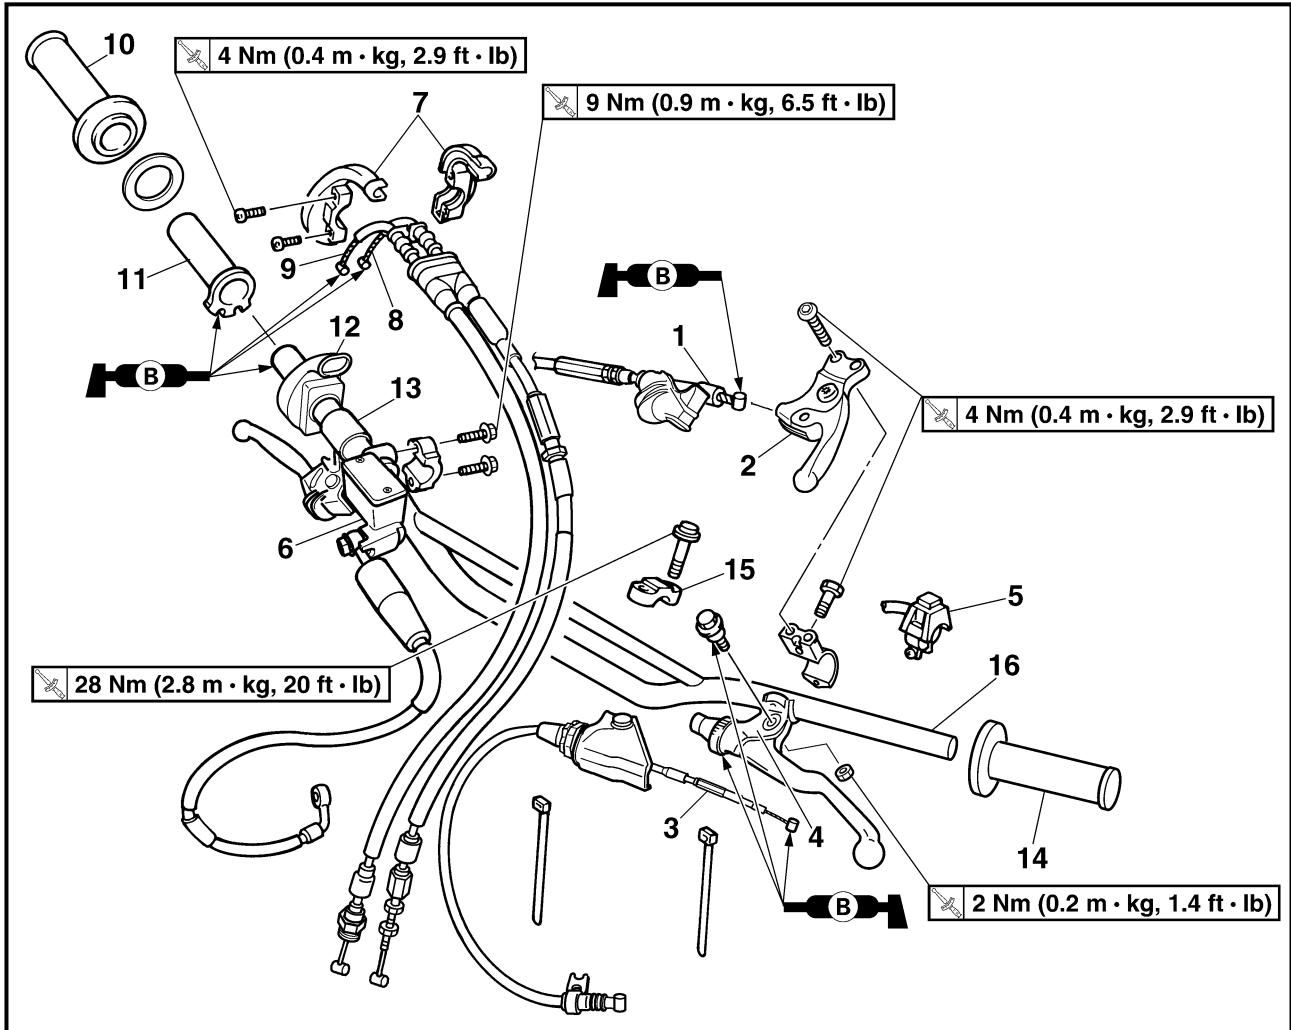 10
4 Nm (0.4 m · kg, 2.9 ft · lb)
7
9 Nm (0.9 m · kg, 6.5 ft · lb)
9
11
8
B
12
B
1
13
4 Nm (0.4 m · kg, 2.9 ft · lb)
2
6
15
5
28 Nm (2.8 m · kg, 20 ft · lb)
16
3
4
14
B
2 Nm (0.2 m · kg, 1.4 ft · lb)